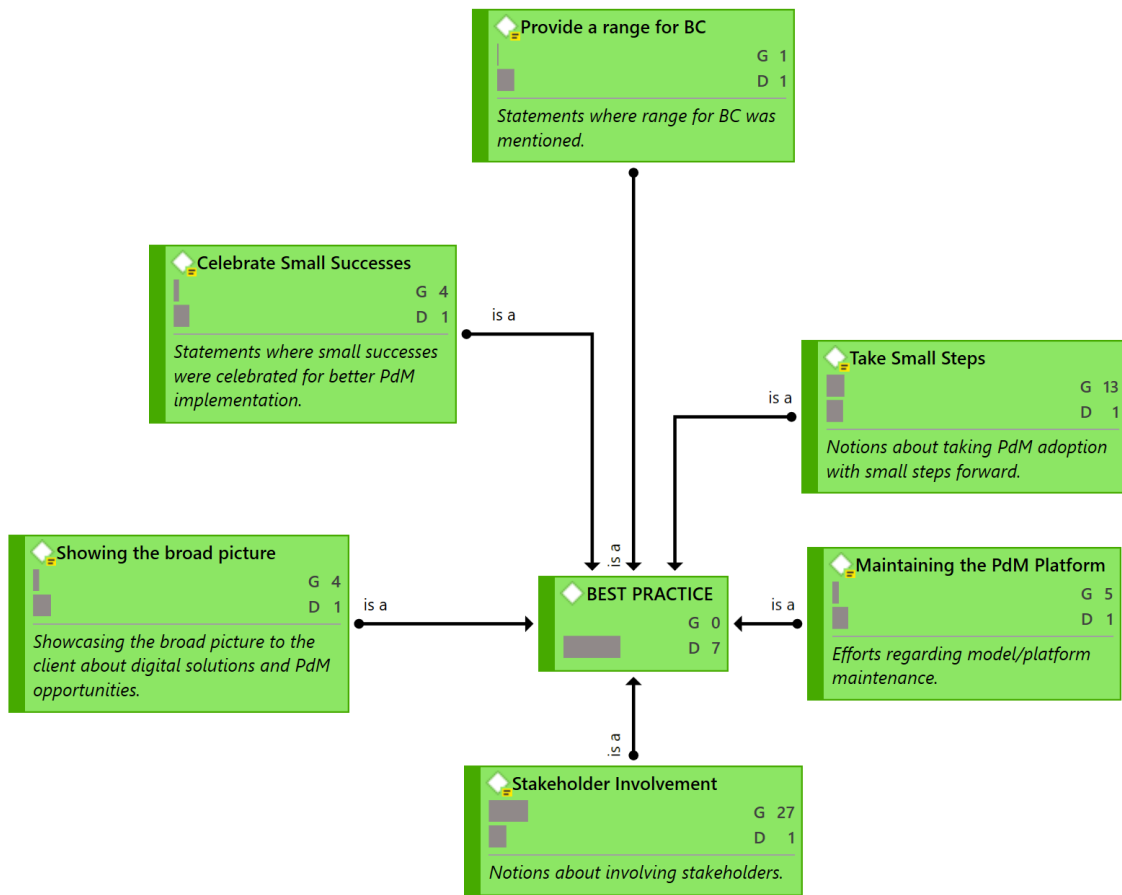 Provide a range for BC
G 1
D 1
Statements where range for BC was
mentioned.
Celebrate Small Successes
G 4
D 1
Statements where small successes
were celebrated for better PdM
implementation.
is a
Take Small Steps
G 13
D 1
Notions about taking PdM adoption
with small steps forward.
is a
Showing the broad picture
G 4
D 1
Showcasing the broad picture to the
client about digital solutions and PdM
opportunities.
is a
is a
BEST PRACTICE
G 0
D 7
is a
Maintaining the PdM Platform
G 5
D 1
Efforts regarding model/platform
maintenance.
is a
Stakeholder Involvement
G 27
D 1
Notions about involving stakeholders.